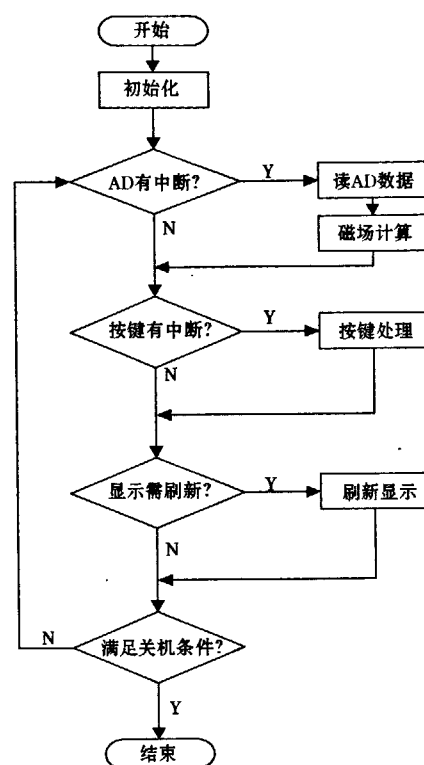 开始
初始化
AD有中断?
Y
读AD数据
N
磁场计算
按键有中断?
Y
按键处理
N
显示需刷新?
Y
刷新显示
N
满足关机条件?
N
Y
结束